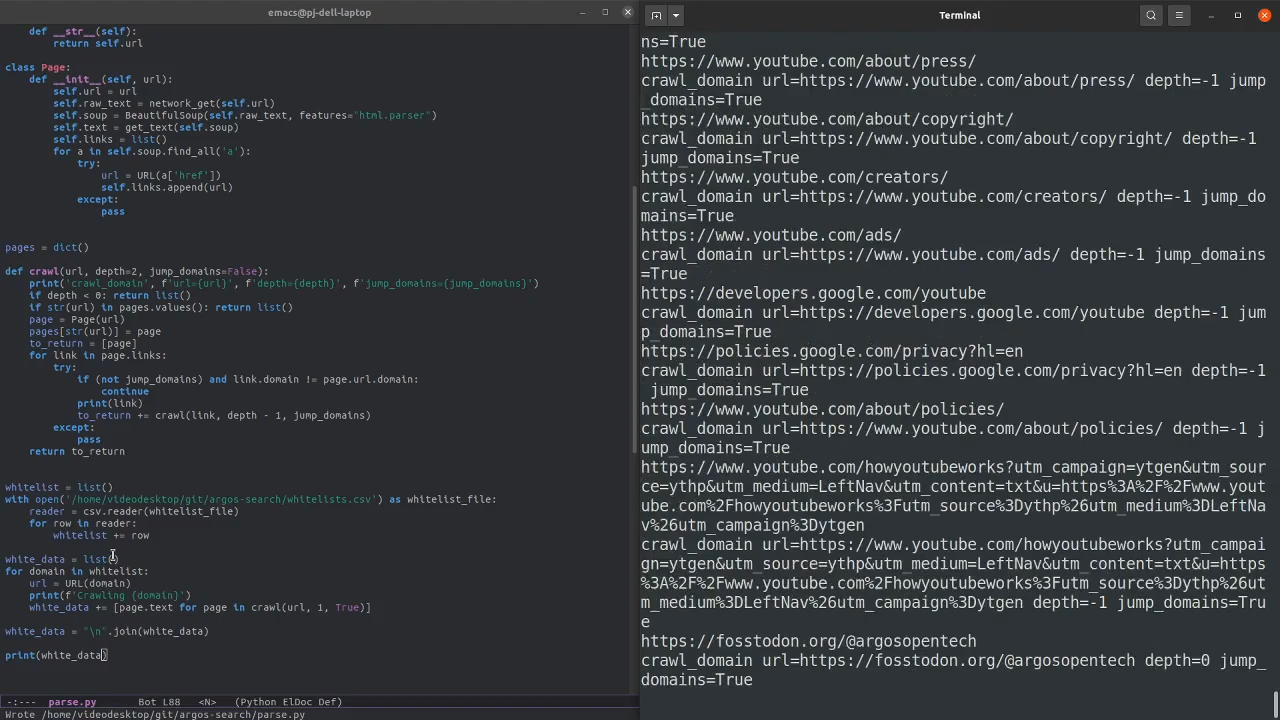 emacs@pj-dell-laptop
def __str__(self):
return self.url
class Page:
def __init__(self, url):
self.url = url
self.raw_text = network_get(self.url)
self.soup = BeautifulSoup(self.raw_text, features="html.parser")
self.text = get_text(self.soup)
self.links = list()
for a in self.soup.find_all('a'):
try:
url = URL(a['href'])
self.links.append(url)
except:
pass
pages = dict()
def crawl(url, depth=2, jump_domains=False):
print('crawl_domain', f'url={url}', f'depth={depth}', f'jump_domains={jump_domains}')
if depth < 0: return list()
if str(url) in pages.values(): return list()
page = Page(url)
pages[str(url)] = page
to_return = [page]
for link in page.links:
try:
if (not jump_domains) and link.domain != page.url.domain:
continue
print(link)
to_return += crawl(link, depth - 1, jump_domains)
except:
pass
return to_return
whitelist = list()
with open('/home/videodesktop/git/argos-search/whitelists.csv') as whitelist_file:
reader = csv.reader(whitelist_file)
for row in reader:
whitelist += row
white_data = list()
for domain in whitelist:
url = URL(domain)
print(f'Crawling {domain}')
white_data += [page.text for page in crawl(url, 1, True)]
white_data = "\n".join(white_data)
print(white_data)
-:--- parse.py Bot L88 <N> (Python ElDoc Def)
Wrote /home/videodesktop/git/argos-search/parse.py
Terminal
ns=True
https://www.youtube.com/about/press/
crawl_domain url=https://www.youtube.com/about/press/ depth=-1 jump
_domains=True
https://www.youtube.com/about/copyright/
crawl_domain url=https://www.youtube.com/about/copyright/ depth=-1
jump_domains=True
https://www.youtube.com/creators/
crawl_domain url=https://www.youtube.com/creators/ depth=-1 jump_do
mains=True
https://www.youtube.com/ads/
crawl_domain url=https://www.youtube.com/ads/ depth=-1 jump_domains
=True
https://developers.google.com/youtube
crawl_domain url=https://developers.google.com/youtube depth=-1 jum
p_domains=True
https://policies.google.com/privacy?hl=en
crawl_domain url=https://policies.google.com/privacy?hl=en depth=-1
jump_domains=True
https://www.youtube.com/about/policies/
crawl_domain url=https://www.youtube.com/about/policies/ depth=-1 j
ump_domains=True
https://www.youtube.com/howyoutubeworks?utm_campaign=ytgen&utm_sour
ce=ythp&utm_medium=LeftNav&utm_content=txt&u=https%3A%2F%2Fwww.yout
ube.com%2Fhowyoutubeworks%3Futm_source%3Dythp%26utm_medium%3DLeftNa
v%26utm_campaign%3Dytgen
crawl_domain url=https://www.youtube.com/howyoutubeworks?utm_campai
gn=ytgen&utm_source=ythp&utm_medium=LeftNav&utm_content=txt&u=https
%3A%2F%2Fwww.youtube.com%2Fhowyoutubeworks%3Futm_source%3Dythp%26ut
m_medium%3DLeftNav%26utm_campaign%3Dytgen depth=-1 jump_domains=Tru
e
https://fosstodon.org/@argosopentech
crawl_domain url=https://fosstodon.org/@argosopentech depth=0 jump_
domains=True